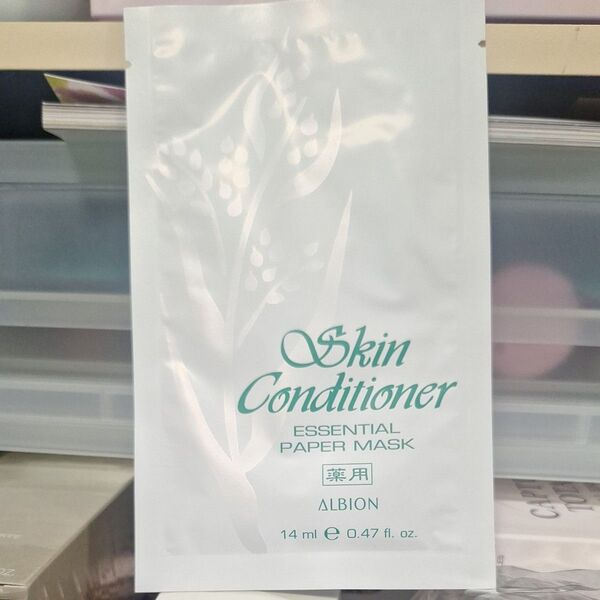 Skin
Conditioner
ESSENTIAL
PAPER MASK
薬用
ALBION
14 ml ℮ 0.47 fl. oz.